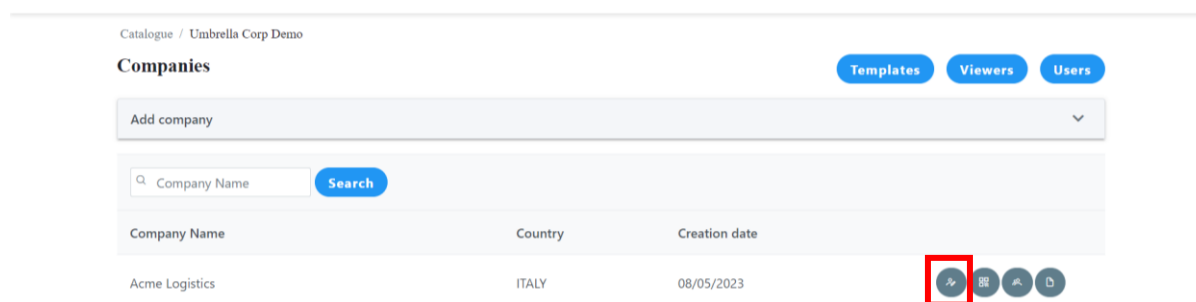 Catalogue / Umbrella Corp Demo
Companies
Templates Viewers Users
Add company
Company Name Search
Company Name Country Creation date
Acme Logistics ITALY 08/05/2023